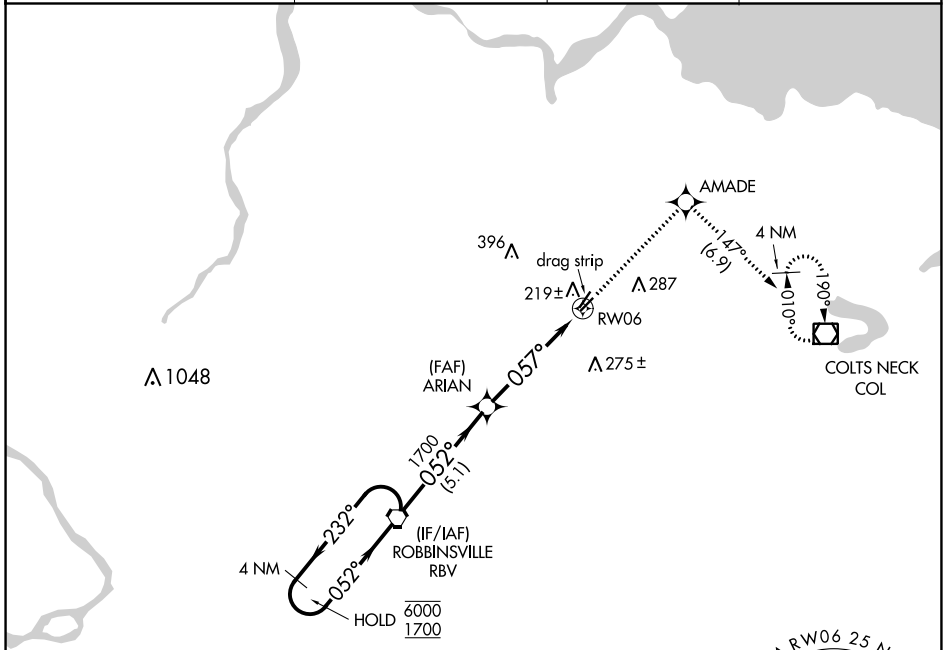 AMADE
4 NM
147°
(6.9)
396
drag strip
219±
287
RW06
010°
190°
275±
COLTS NECK
COL
1048
(FAF)
ARIAN
057°
1700
052°
(5.1)
232°
(IF/IAF)
ROBBINSVILLE
RBV
4 NM
052°
HOLD
6000
1700
RW06 25 N